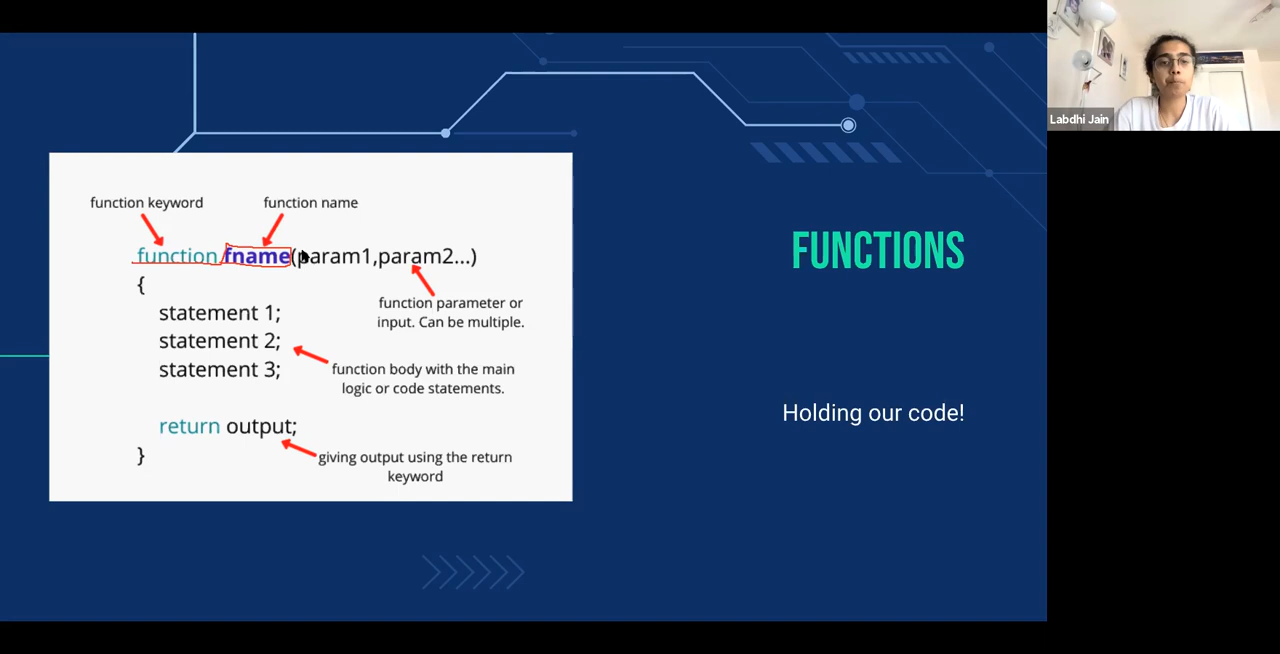 Labdhi Jain
function keyword
function name
function fname(param1,param2...)
{
statement 1;
statement 2;
statement 3;
return output;
}
function parameter or
input. Can be multiple.
function body with the main
logic or code statements.
giving output using the return
keyword
FUNCTIONS
Holding our code!